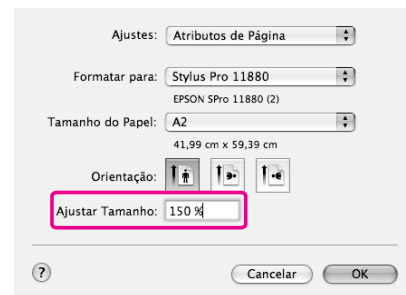 Ajustes: Atributos de Página
Formatar para: Stylus Pro 11880
EPSON SPro 11880 (2)
Tamanho do Papel: A2
41,99 cm x 59,39 cm
Orientação:
Ajustar Tamanho: 150 %
? Cancelar OK